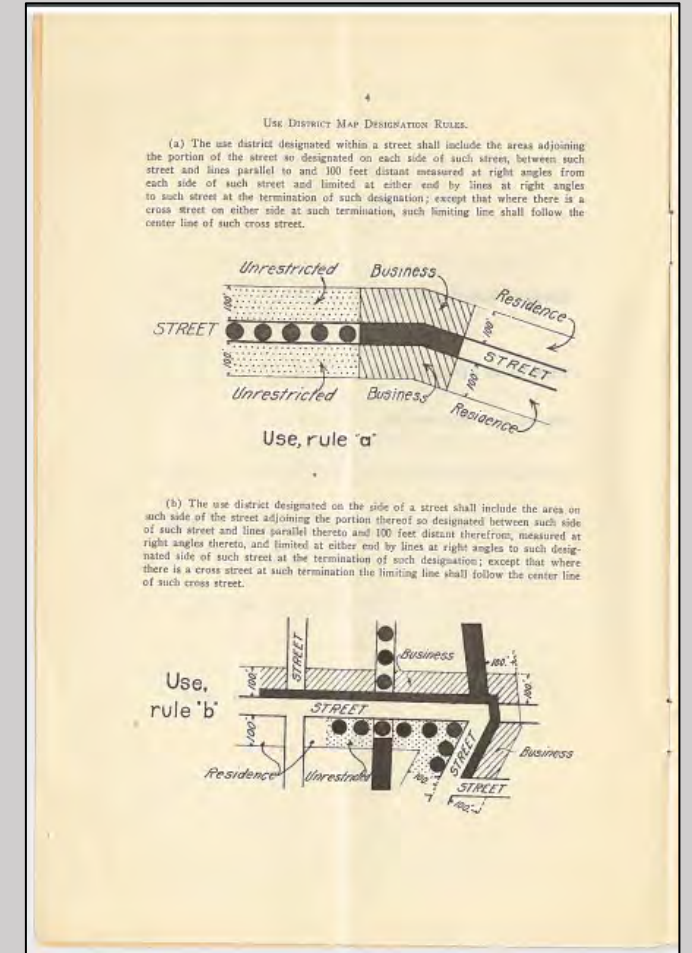 4
USE DISTRICT MAP DESIGNATION RULES.
(a) The use district designated within a street shall include the areas adjoining
the portion of the street so designated on each side of such street, between such
street and lines parallel to and 100 feet distant measured at right angles from
each side of such street and limited at either end by lines at right angles
to such street at the termination of such designation; except that where there is a
cross street on either side at such termination, such limiting line shall follow the
center line of such cross street.
Unrestricted Business
Residence
100' 100'
STREET STREET
100' 100'
Unrestricted Business Residence
Use, rule "a"
(b) The use district designated on the side of a street shall include the area on
such side of the street adjoining the portion thereof so designated between such side
of such street and lines parallel thereto and 100 feet distant therefrom, measured at
right angles thereto, and limited at either end by lines at right angles to such desig-
nated side of such street at the termination of such designation; except that where
there is a cross street at such termination the limiting line shall follow the center line
of such cross street.
STREET
Business
100'
100' 100'
Use,
rule "b"
STREET
100'
STREET
Business
Residence Unrestricted
100'
STREET
100'